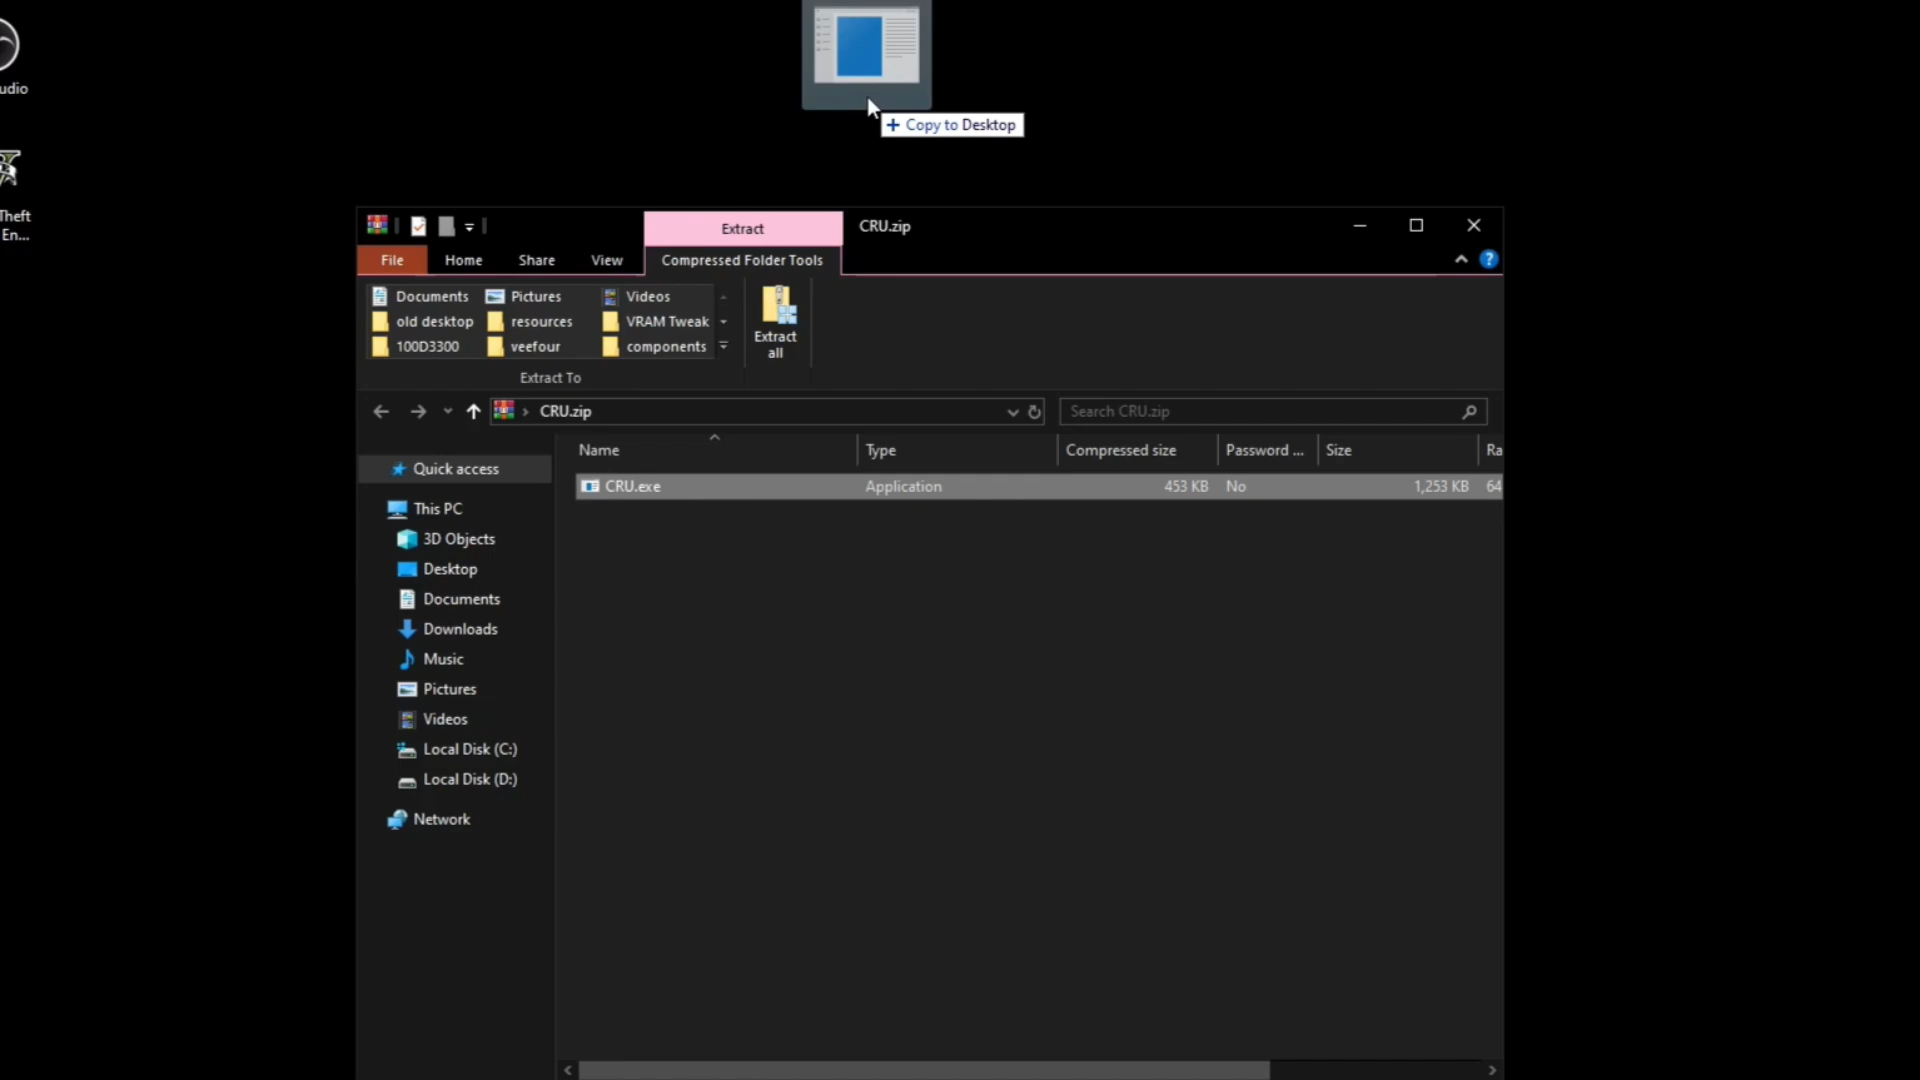 udio
Copy to Desktop
Theft
En...
Extract
CRU.zip
File
Home
Share
View
Compressed Folder Tools
?
Documents
Pictures
Videos
old desktop
resources
VRAM Tweak
100D3300
veefour
components
Extract
all
Extract To
CRU.zip
Search CRU.zip
Name
Type
Compressed size
Password ...
Size
Ra
CRU.exe
Application
453 KB
No
1,253 KB
64
Quick access
This PC
3D Objects
Desktop
Documents
Downloads
Music
Pictures
Videos
Local Disk (C:)
Local Disk (D:)
Network